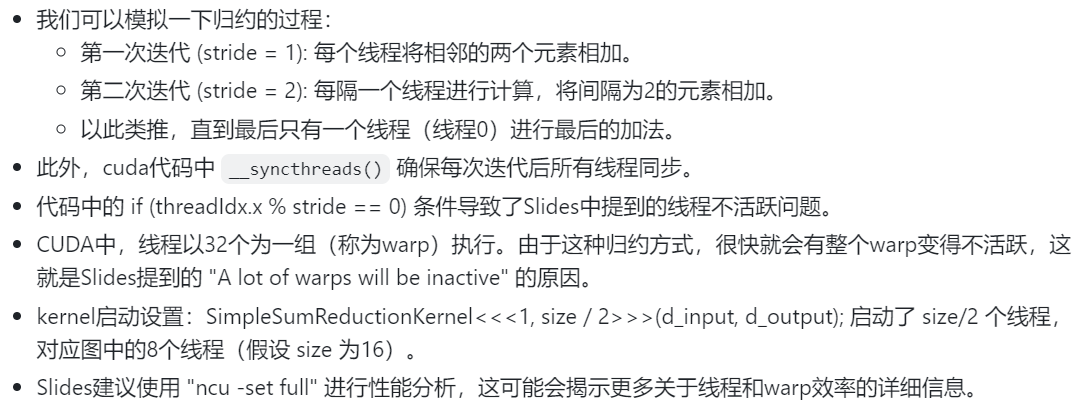 我们可以模拟一下归约的过程：
第一次迭代 (stride = 1): 每个线程将相邻的两个元素相加。
第二次迭代 (stride = 2): 每隔一个线程进行计算，将间隔为2的元素相加。
以此类推，直到最后只有一个线程（线程0）进行最后的加法。
此外，cuda代码中 __syncthreads() 确保每次迭代后所有线程同步。
代码中的 if (threadIdx.x % stride == 0) 条件导致了Slides中提到的线程不活跃问题。
CUDA中，线程以32个为一组（称为warp）执行。由于这种归约方式，很快就会有整个warp变得不活跃，这
就是Slides提到的 "A lot of warps will be inactive" 的原因。
kernel启动设置：SimpleSumReductionKernel<<<1, size / 2>>>(d_input, d_output); 启动了 size/2 个线程，
对应图中的8个线程（假设 size 为16）。
Slides建议使用 "ncu -set full" 进行性能分析，这可能会揭示更多关于线程和warp效率的详细信息。